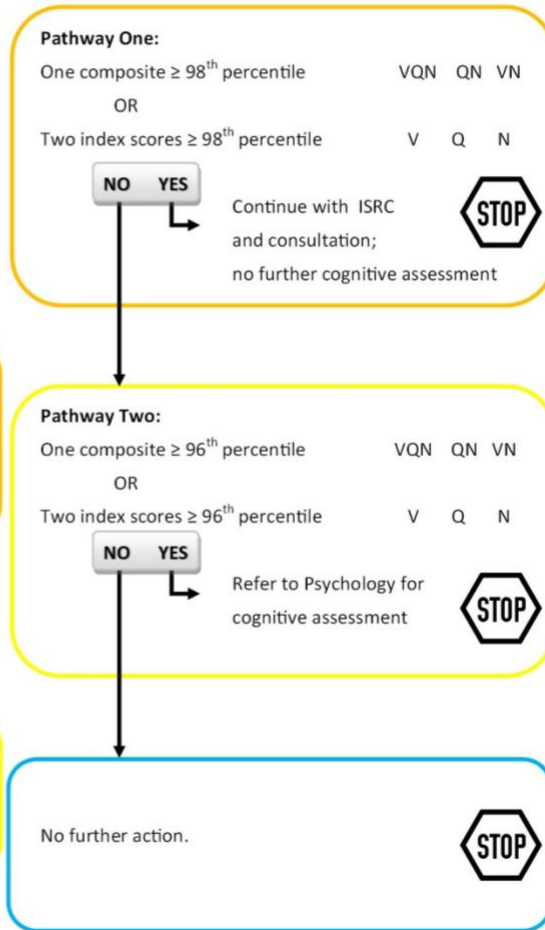 Pathway One:
One composite ≥ 98th percentile VQN QN VN
OR
Two index scores ≥ 98th percentile V Q N
NO YES
Continue with ISRC
and consultation;
no further cognitive assessment
STOP
Pathway Two:
One composite ≥ 96th percentile VQN QN VN
OR
Two index scores ≥ 96th percentile V Q N
NO YES
Refer to Psychology for
cognitive assessment
STOP
No further action.
STOP